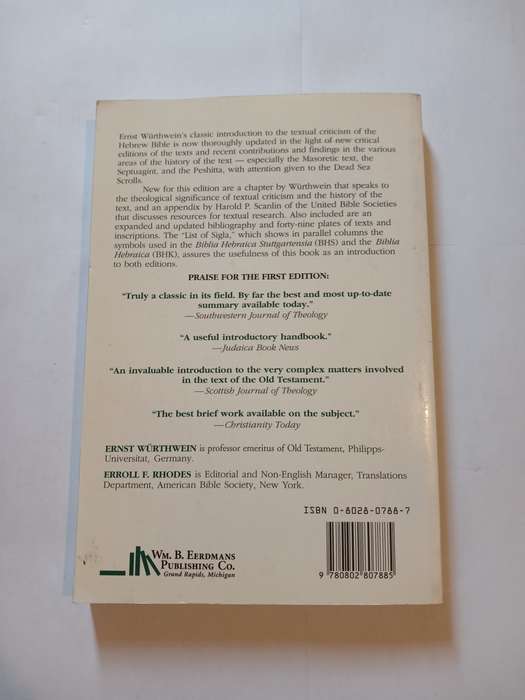 Ernst Würthwein's classic introduction to the textual criticism of the
Hebrew Bible is now thoroughly updated in the light of new critical
editions of the texts and recent contributions and findings in the various
areas of the history of the text — especially the Masoretic text, the
Septuagint, and the Peshitta, with attention given to the Dead Sea
Scrolls.
New for this edition are a chapter by Würthwein that speaks to
the theological significance of textual criticism and the history of the
text, and an appendix by Harold P. Scanlin of the United Bible Societies
that discusses resources for textual research. Also included are an
expanded and updated bibliography and forty-nine plates of texts and
inscriptions. The "List of Sigla," which shows in parallel columns the
symbols used in the Biblia Hebraica Stuttgartensia (BHS) and the Biblia
Hebraica (BHK), assures the usefulness of this book as an introduction
to both editions.
PRAISE FOR THE FIRST EDITION:
"Truly a classic in its field. By far the best and most up-to-date
summary available today."
—Southwestern Journal of Theology
"A useful introductory handbook."
—Judaica Book News
"An invaluable introduction to the very complex matters involved
in the text of the Old Testament."
—Scottish Journal of Theology
"The best brief work available on the subject."
—Christianity Today
ERNST WÜRTHWEIN is professor emeritus of Old Testament, Philipps-
Universitat, Germany.
ERROLL F. RHODES is Editorial and Non-English Manager, Translations
Department, American Bible Society, New York.
ISBN 0-8028-0788-7
WM. B. EERDMANS
PUBLISHING CO.
Grand Rapids, Michigan
9 780802 807885